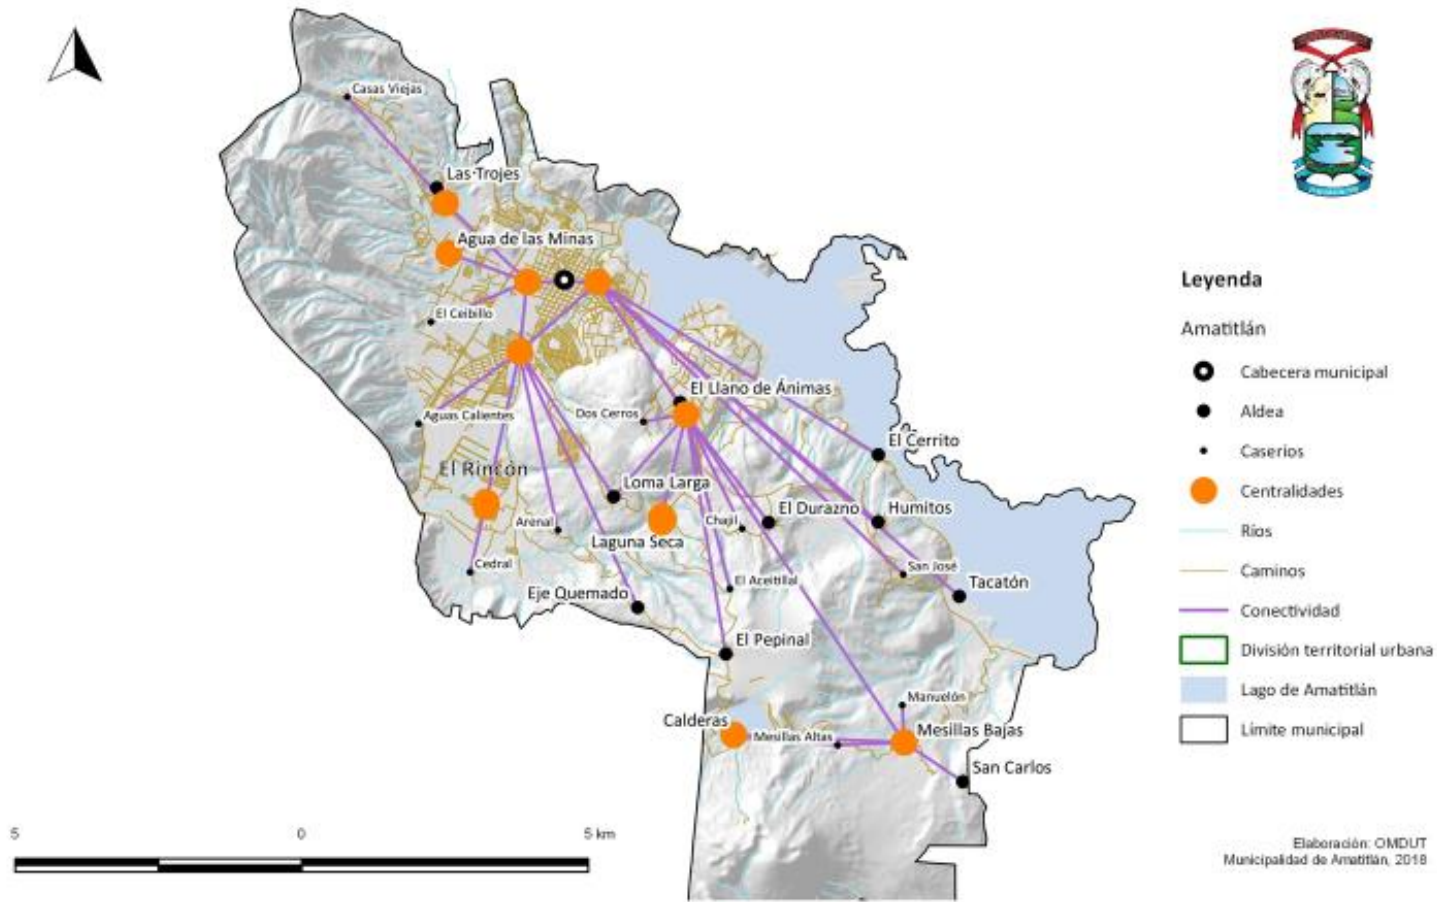 Casas Viejas
Las Trojes
Agua de las Minas
El Ceibillo
El Llano de Ánimas
Aguas Calientes
Dos Cerros
El Cerrito
El Rincón
Loma Larga
El Durazno
Humitos
Arenal
Chajil
Laguna Seca
Cedral
San José
El Aceitillal
Tacatón
Eje Quemado
El Pepinal
Manuelón
Calderas
Mesillas Altas
Mesillas Bajas
San Carlos
5 0 5 km
Leyenda
Amatitlán
Cabecera municipal
Aldea
Caserios
Centralidades
Ríos
Caminos
Conectividad
División territorial urbana
Lago de Amatitlán
Límite municipal
Elaboración: OMDUT
Municipalidad de Amatitlán, 2018